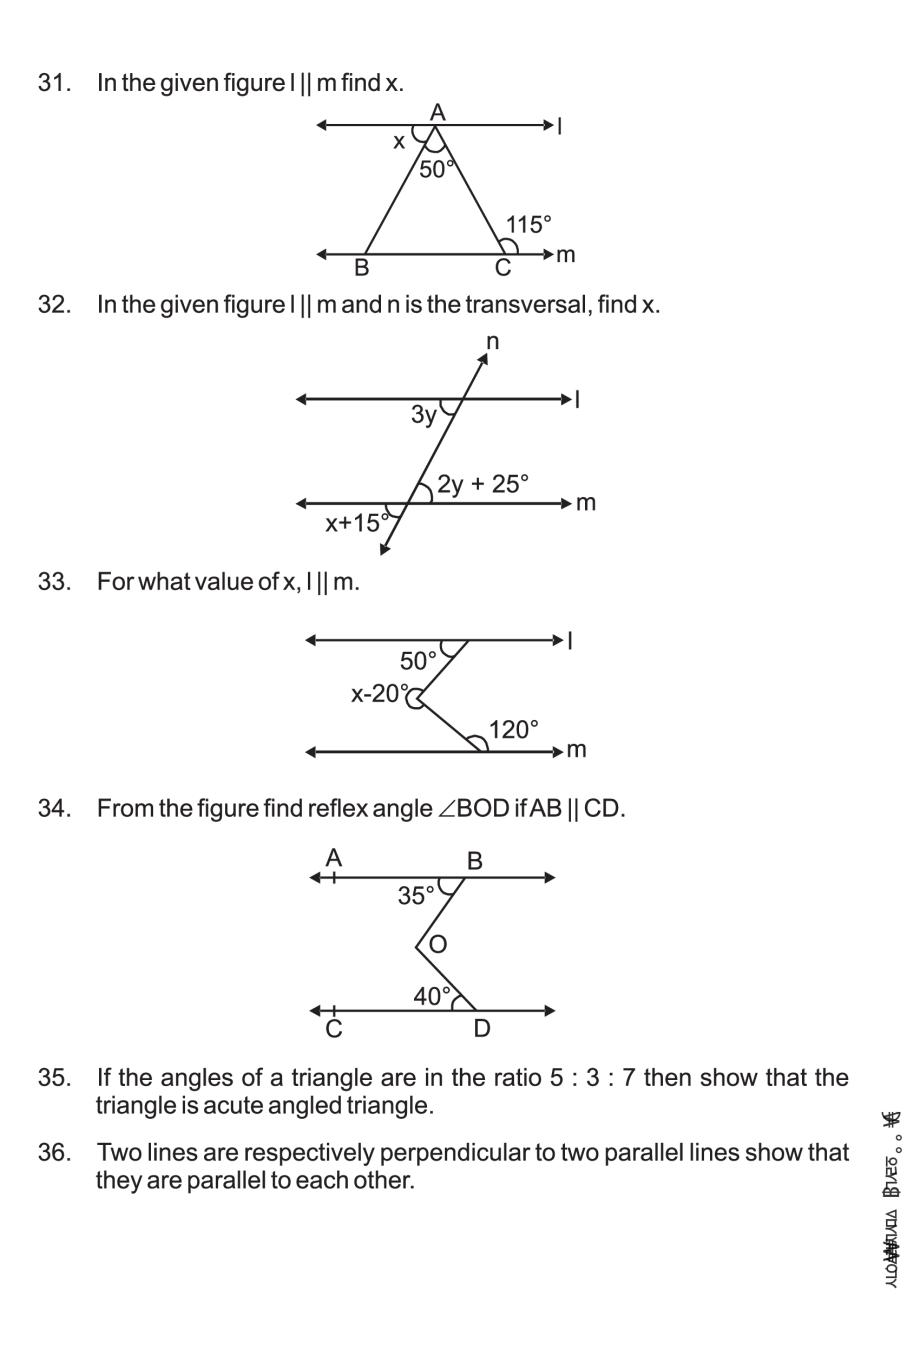 31. In the given figure l || m find x.
A
l
x
50°
115°
m
B
C
32. In the given figure l || m and n is the transversal, find x.
n
l
3y
2y + 25°
m
x+15°
33. For what value of x, l || m.
l
50°
x-20°
120°
m
34. From the figure find reflex angle ∠BOD if AB || CD.
A
B
35°
O
40°
C
D
35. If the angles of a triangle are in the ratio 5 : 3 : 7 then show that the
triangle is acute angled triangle.
36. Two lines are respectively perpendicular to two parallel lines show that
they are parallel to each other.